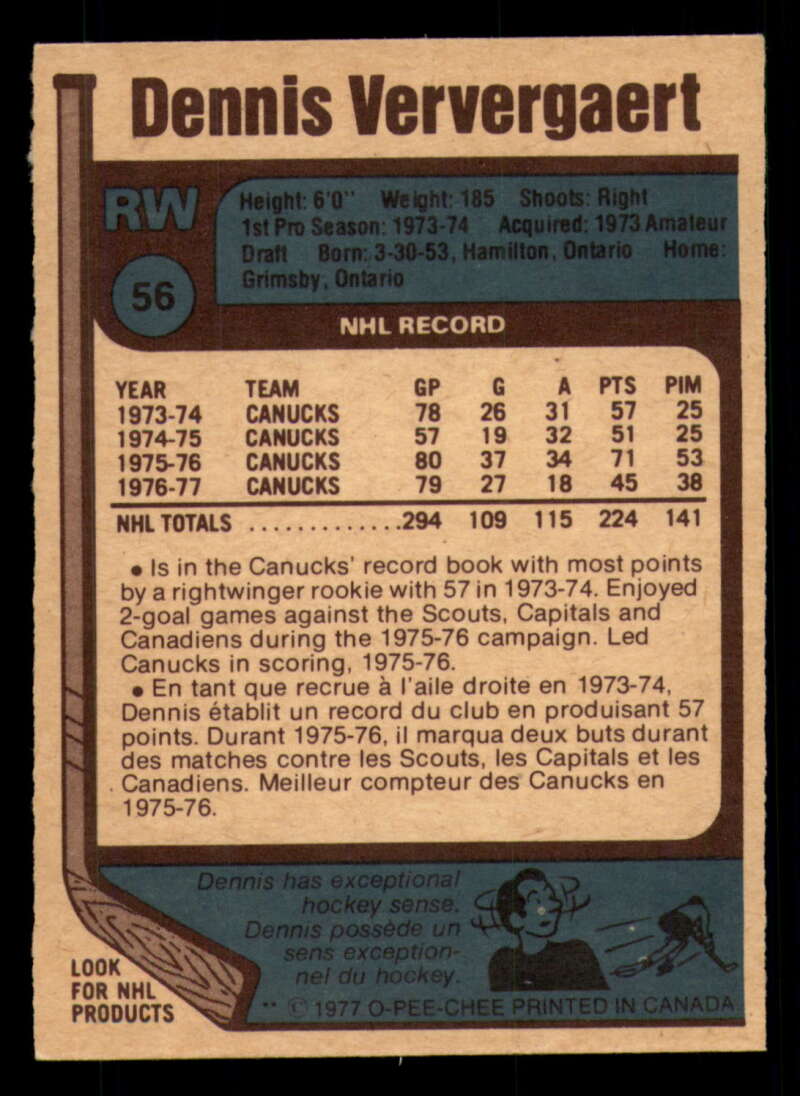 Dennis Ververgaert
RW
56
Height: 6'0" Weight: 185 Shoots: Right
1st Pro Season: 1973-74 Acquired: 1973 Amateur
Draft Born: 3-30-53, Hamilton, Ontario Home:
Grimsby, Ontario
NHL RECORD
YEAR TEAM GP G A PTS PIM
1973-74 CANUCKS 78 26 31 57 25
1974-75 CANUCKS 57 19 32 51 25
1975-76 CANUCKS 80 37 34 71 53
1976-77 CANUCKS 79 27 18 45 38
NHL TOTALS .............294 109 115 224 141
• Is in the Canucks' record book with most points
by a rightwinger rookie with 57 in 1973-74. Enjoyed
2-goal games against the Scouts, Capitals and
Canadiens during the 1975-76 campaign. Led
Canucks in scoring, 1975-76.
• En tant que recrue à l'aile droite en 1973-74,
Dennis établit un record du club en produisant 57
points. Durant 1975-76, il marqua deux buts durant
des matches contre les Scouts, les Capitals et les
Canadiens. Meilleur compteur des Canucks en
1975-76.
Dennis has exceptional
hockey sense.
Dennis possède un
sens exception-
nel du hockey.
LOOK
FOR NHL
PRODUCTS
** © 1977 O-PEE-CHEE PRINTED IN CANADA